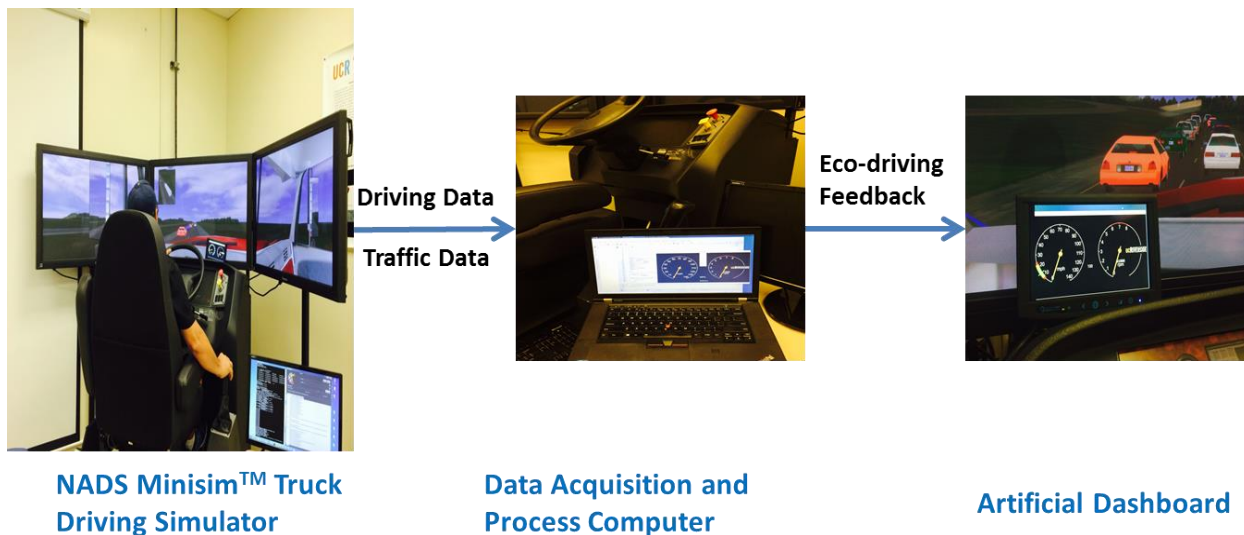 UCR
Driving Data
Traffic Data
Eco-driving
Feedback
NADS Minisim™ Truck
Driving Simulator
Data Acquisition and
Process Computer
Artificial Dashboard